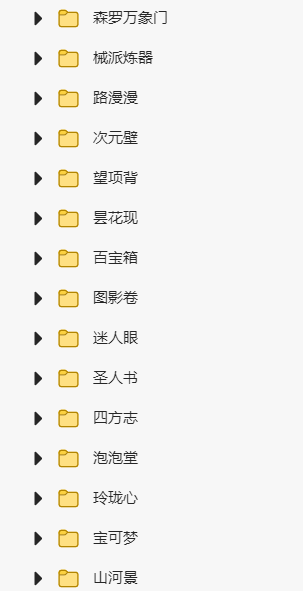 森罗万象门
械派炼器
路漫漫
次元壁
望项背
昙花现
百宝箱
图影卷
迷人眼
圣人书
四方志
泡泡堂
玲珑心
宝可梦
山河景